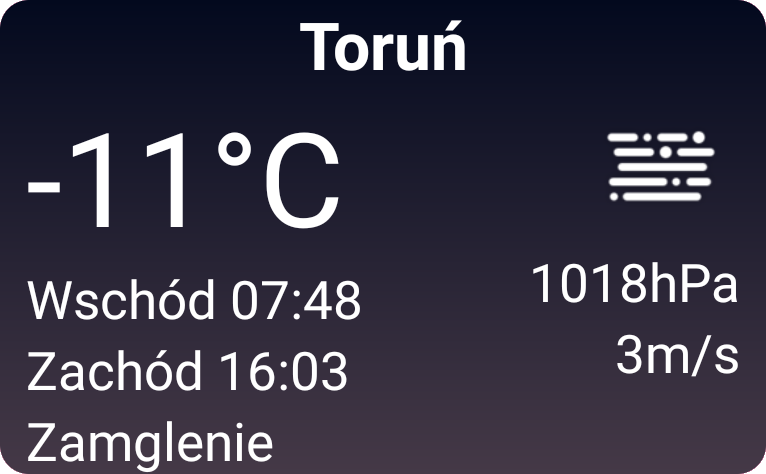 Toruń
-11°C
Wschód 07:48
Zachód 16:03
Zamglenie
1018hPa
3m/s